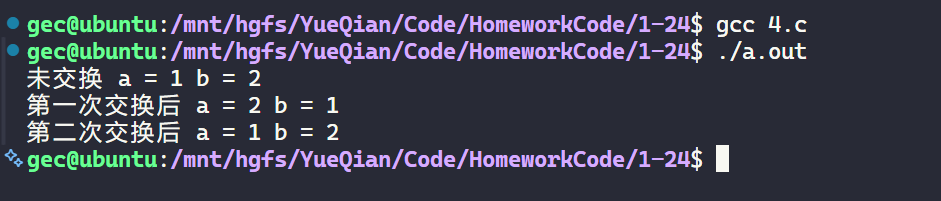 gec@ubuntu:/mnt/hgfs/YueQian/Code/HomeworkCode/1-24$ gcc 4.c
gec@ubuntu:/mnt/hgfs/YueQian/Code/HomeworkCode/1-24$ ./a.out
未交换 a = 1 b = 2
第一次交换后 a = 2 b = 1
第二次交换后 a = 1 b = 2
gec@ubuntu:/mnt/hgfs/YueQian/Code/HomeworkCode/1-24$